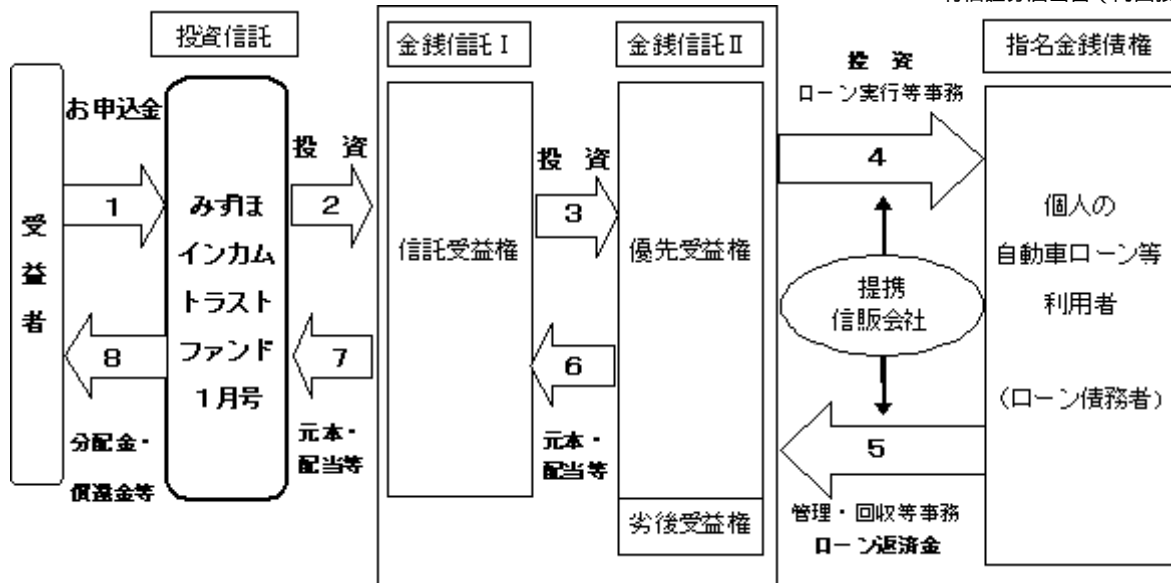 投資信託
金銭信託Ⅰ
金銭信託Ⅱ
指名金銭債権
受益者
お申込金
1
みずほ
インカム
トラスト
ファンド
1月号
8
分配金・
償還金等
投 資
2
7
元本・
配当等
信託受益権
投 資
3
6
元本・
配当等
優先受益権
劣後受益権
投 資
ローン実行等事務
4
提携
信販会社
5
管理・回収等事務
ローン返済金
個人の
自動車ローン等
利用者
(ローン債務者)